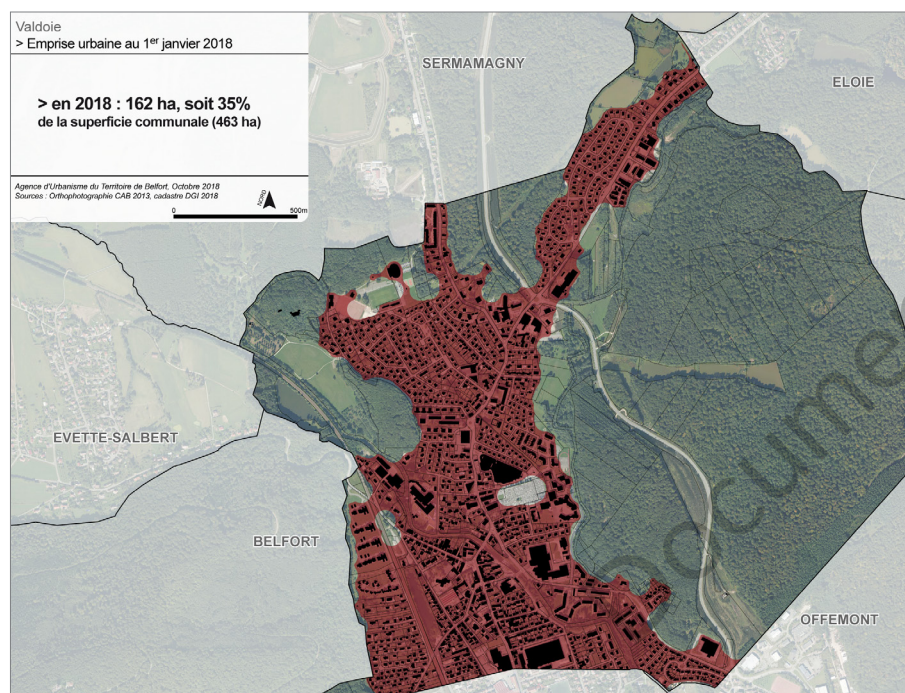 Valdoie
> Emprise urbaine au 1er janvier 2018
> en 2018 : 162 ha, soit 35%
de la superficie communale (463 ha)
Agence d'Urbanisme du Territoire de Belfort, Octobre 2018
Sources : Orthophotographie CAB 2013, cadastre DGI 2018
NORD
0 500m
SERMAMAGNY
ELOIE
EVETTE-SALBERT
BELFORT
OFFEMONT
Docume